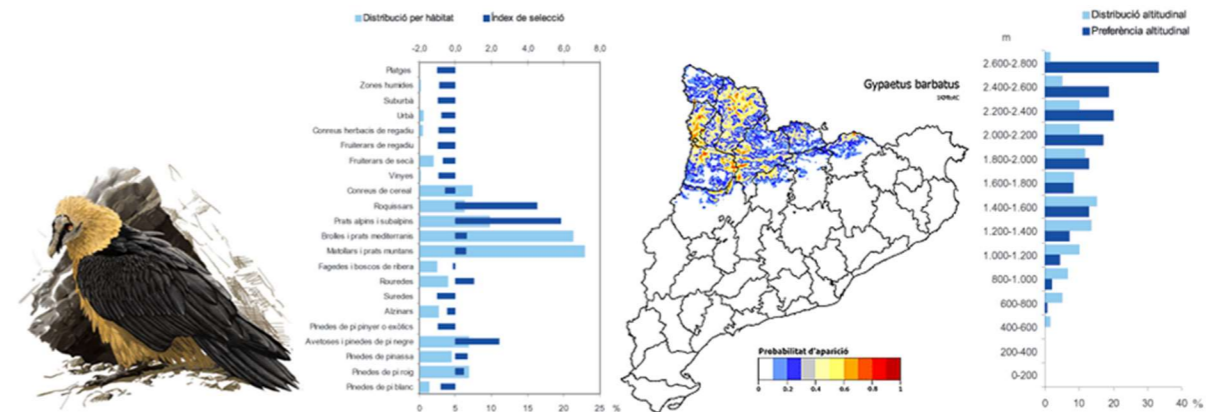 Distribució per hàbitat
Índex de selecció
-2,0 0,0 2,0 4,0 6,0 8,0
Platges
Zones humides
Suburbà
Urbà
Conreus herbacis de regadiu
Fruiterars de regadiu
Fruiterars de secà
Vinyes
Conreus de cereal
Roquissars
Prats alpins i subalpins
Brolles i prats mediterranis
Matollars i prats muntans
Fagedes i boscos de ribera
Rouredes
Suredes
Alzinars
Pinedes de pi pinyer o exòtics
Avetoses i pinedes de pi negre
Pinedes de pinassa
Pinedes de pi roig
Pinedes de pi blanc
0 5 10 15 20 25 %
Gypaetus barbatus
Probabilitat d'aparició
0 0.2 0.4 0.6 0.8 1
Distribució altitudinal
Preferència altitudinal
m
2.600-2.800
2.400-2.600
2.200-2.400
2.000-2.200
1.800-2.000
1.600-1.800
1.400-1.600
1.200-1.400
1.000-1.200
800-1.000
600-800
400-600
200-400
0-200
0 10 20 30 40 %